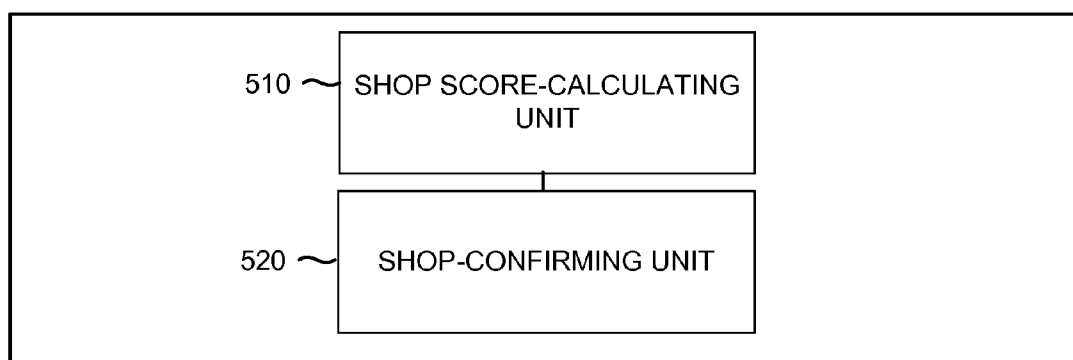 510
SHOP SCORE-CALCULATING
UNIT
520
SHOP-CONFIRMING UNIT